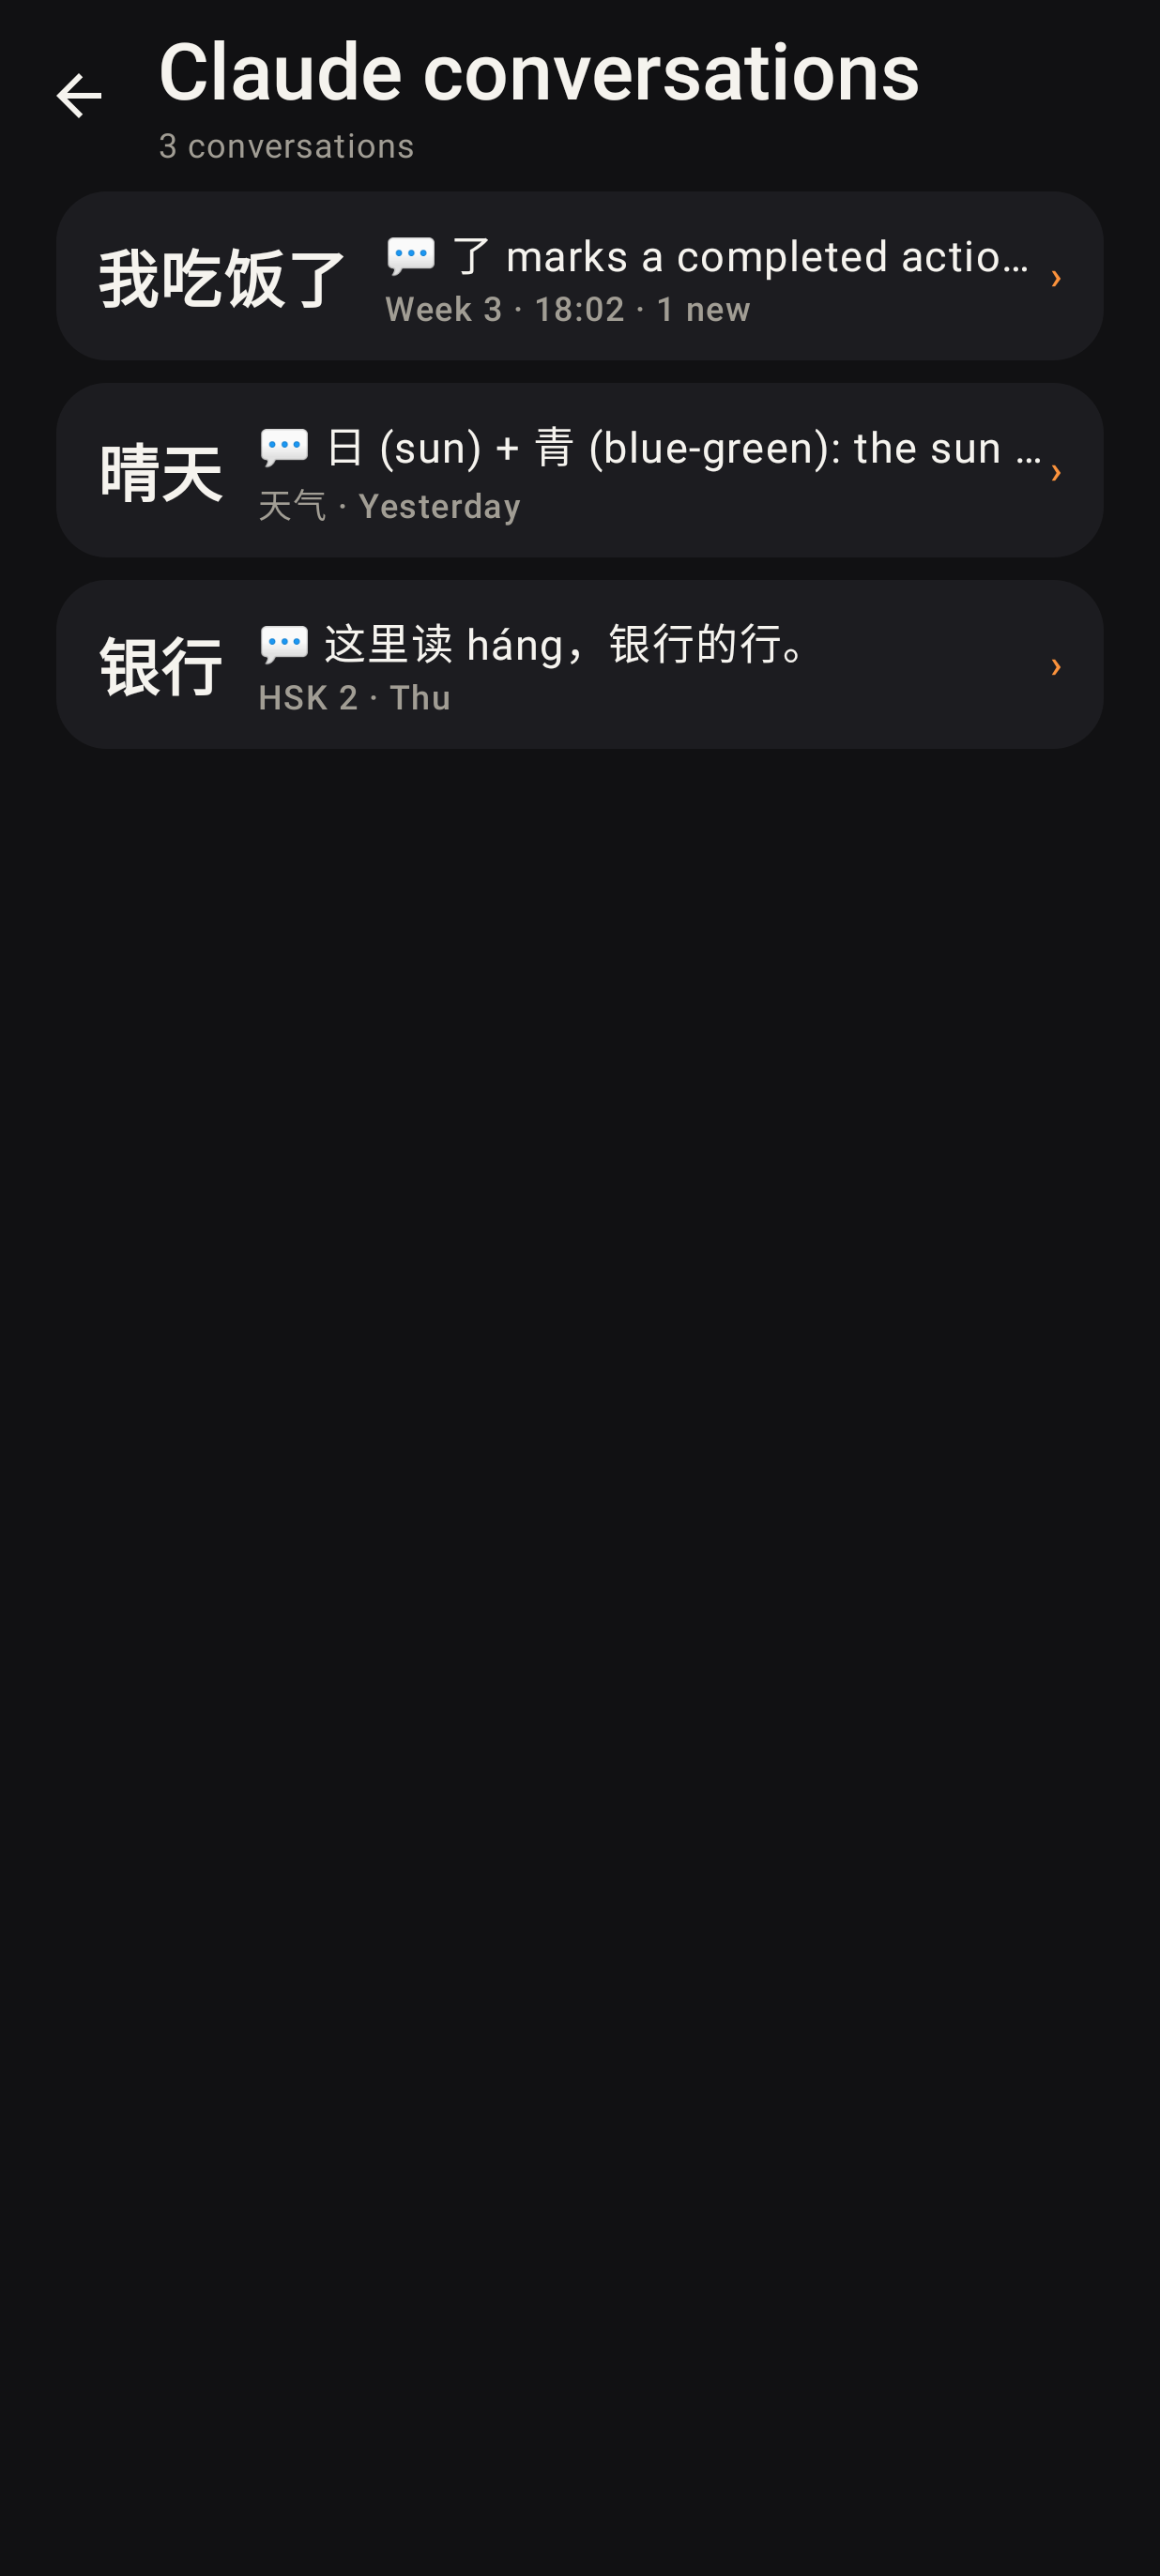 Claude conversations
3 conversations
我吃饭了
💬 了 marks a completed actio…
Week 3 · 18:02 · 1 new
晴天
💬 日 (sun) + 青 (blue-green): the sun …
天气 · Yesterday
银行
💬 这里读 háng，银行的行。
HSK 2 · Thu